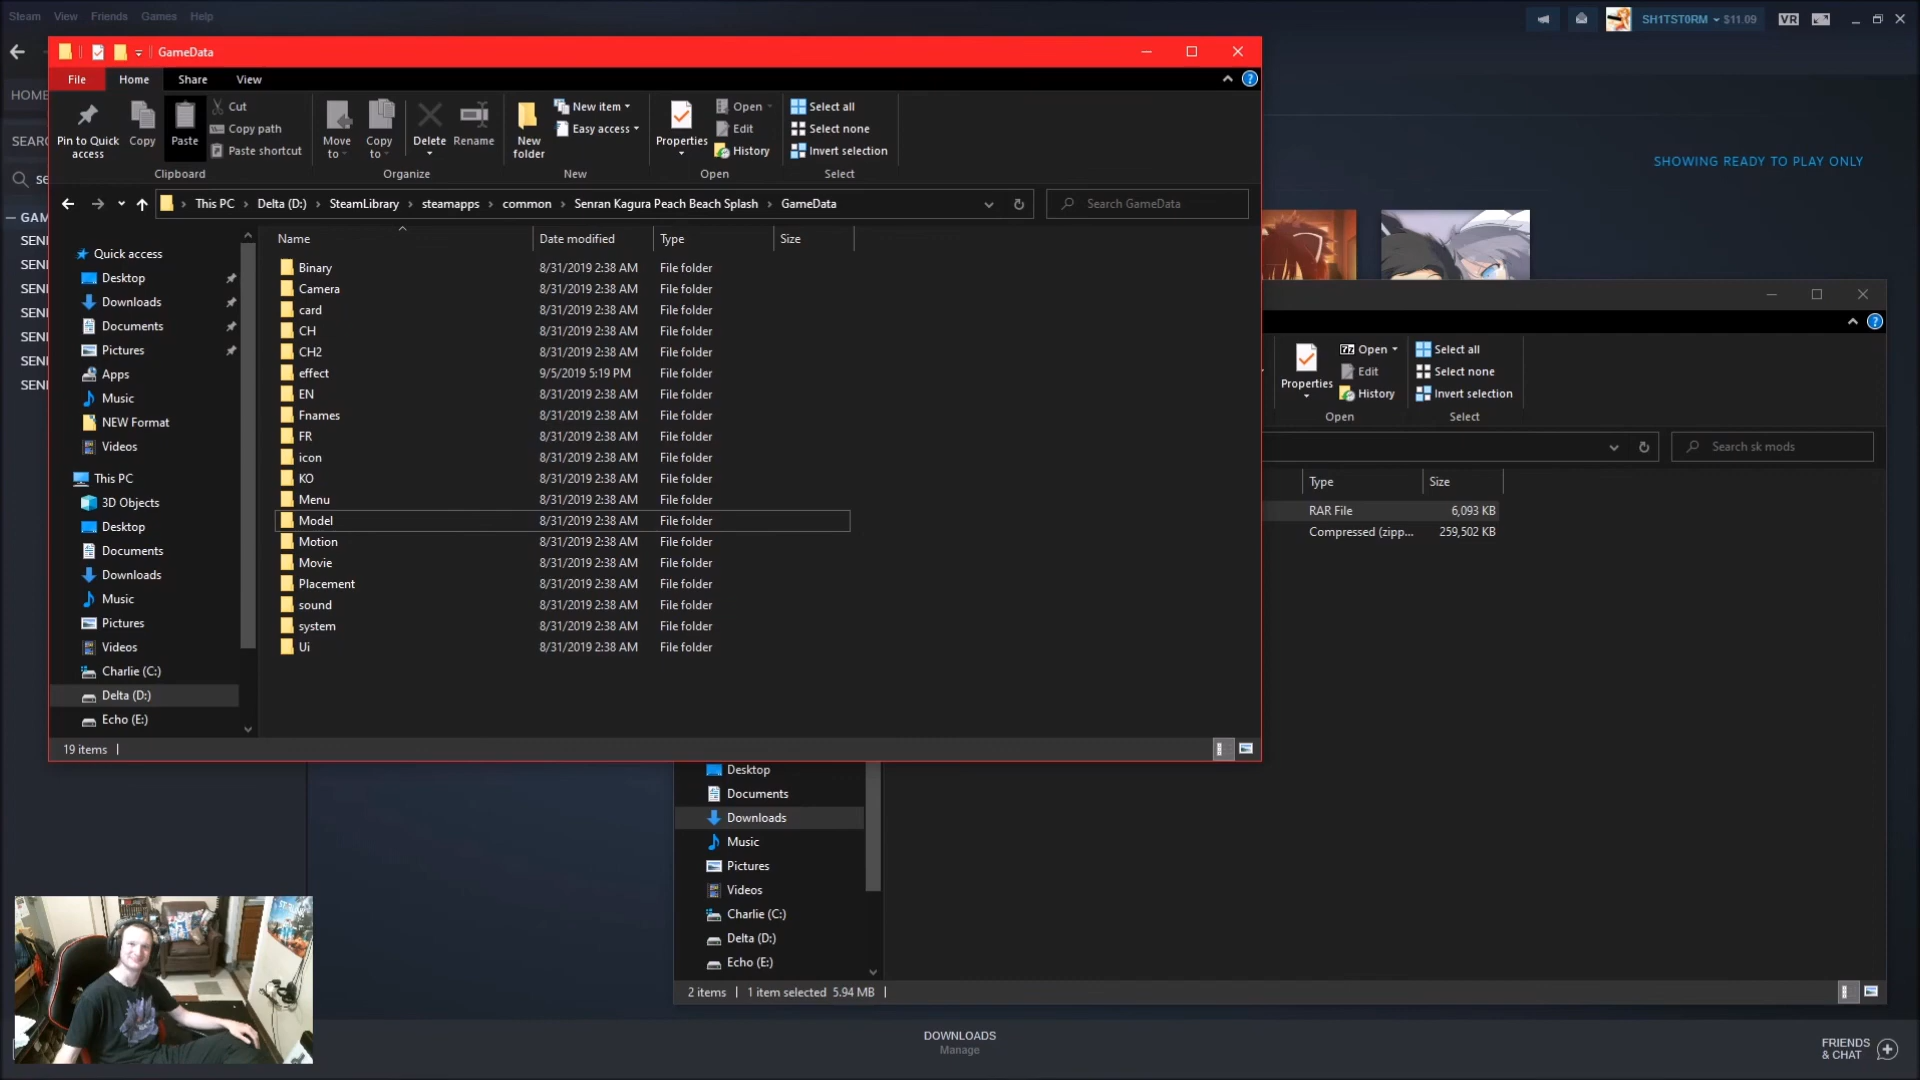 Steam View Friends Games Help
SH1TST0RM $11.09
VR
GameData
File Home Share View
HOME
SEARC
Pin to Quick access
Copy
Paste
Cut
Copy path
Paste shortcut
Clipboard
Move to
Copy to
Delete
Rename
Organize
New folder
New item
Easy access
New
Properties
Open
Edit
History
Open
Select all
Select none
Invert selection
Select
SHOWING READY TO PLAY ONLY
se
This PC Delta (D:) SteamLibrary steamapps common Senran Kagura Peach Beach Splash GameData
Search GameData
GAM
SEN
SEN
SEN
SEN
SEN
SEN
SEN
Name Date modified Type Size
Binary 8/31/2019 2:38 AM File folder
Camera 8/31/2019 2:38 AM File folder
card 8/31/2019 2:38 AM File folder
CH 8/31/2019 2:38 AM File folder
CH2 8/31/2019 2:38 AM File folder
effect 9/5/2019 5:19 PM File folder
EN 8/31/2019 2:38 AM File folder
Fnames 8/31/2019 2:38 AM File folder
FR 8/31/2019 2:38 AM File folder
icon 8/31/2019 2:38 AM File folder
KO 8/31/2019 2:38 AM File folder
Menu 8/31/2019 2:38 AM File folder
Model 8/31/2019 2:38 AM File folder
Motion 8/31/2019 2:38 AM File folder
Movie 8/31/2019 2:38 AM File folder
Placement 8/31/2019 2:38 AM File folder
sound 8/31/2019 2:38 AM File folder
system 8/31/2019 2:38 AM File folder
Ui 8/31/2019 2:38 AM File folder
Quick access
Desktop
Downloads
Documents
Pictures
Apps
Music
NEW Format
Videos
This PC
3D Objects
Desktop
Documents
Downloads
Music
Pictures
Videos
Charlie (C:)
Delta (D:)
Echo (E:)
19 items
Properties
Open
Edit
History
Open
Select all
Select none
Invert selection
Select
Search sk mods
Type Size
RAR File 6,093 KB
Compressed (zipp... 259,502 KB
Desktop
Documents
Downloads
Music
Pictures
Videos
Charlie (C:)
Delta (D:)
Echo (E:)
2 items 1 item selected 5.94 MB
DOWNLOADS
Manage
FRIENDS
& CHAT